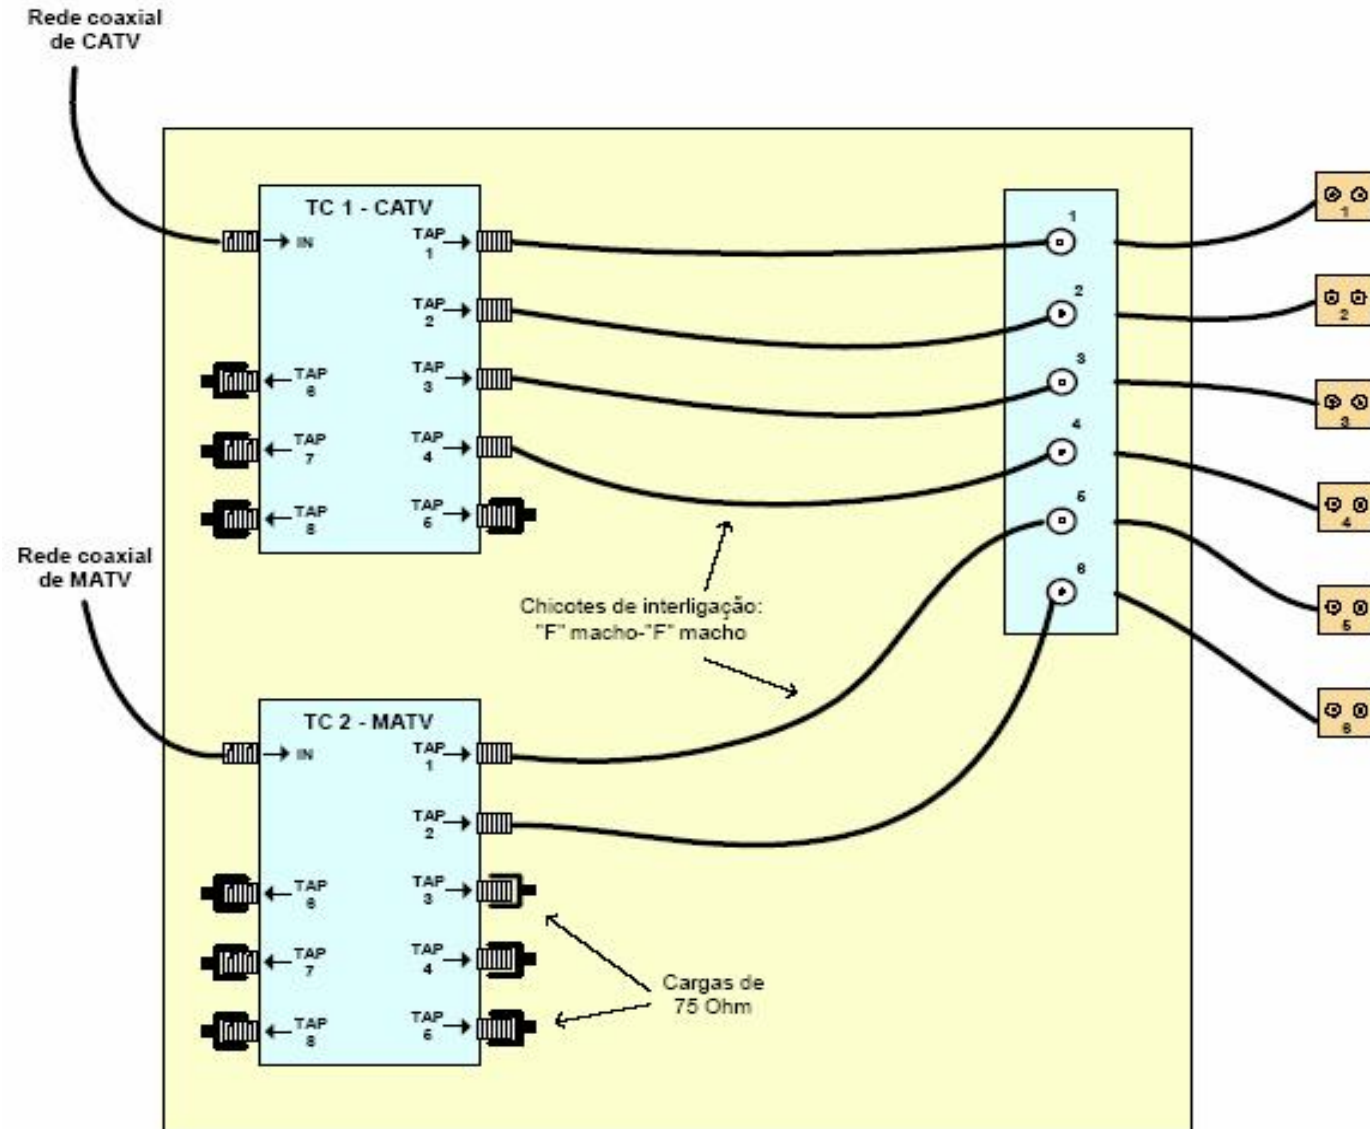 Rede coaxial
de CATV
TC 1 - CATV
IN
TAP
1
TAP
2
TAP
3
TAP
4
TAP
5
TAP
6
TAP
7
TAP
8
1
2
3
4
5
6
1
2
3
4
5
6
Chicotes de interligação:
"F" macho-"F" macho
Rede coaxial
de MATV
TC 2 - MATV
IN
TAP
1
TAP
2
TAP
3
TAP
4
TAP
5
TAP
6
TAP
7
TAP
8
Cargas de
75 Ohm